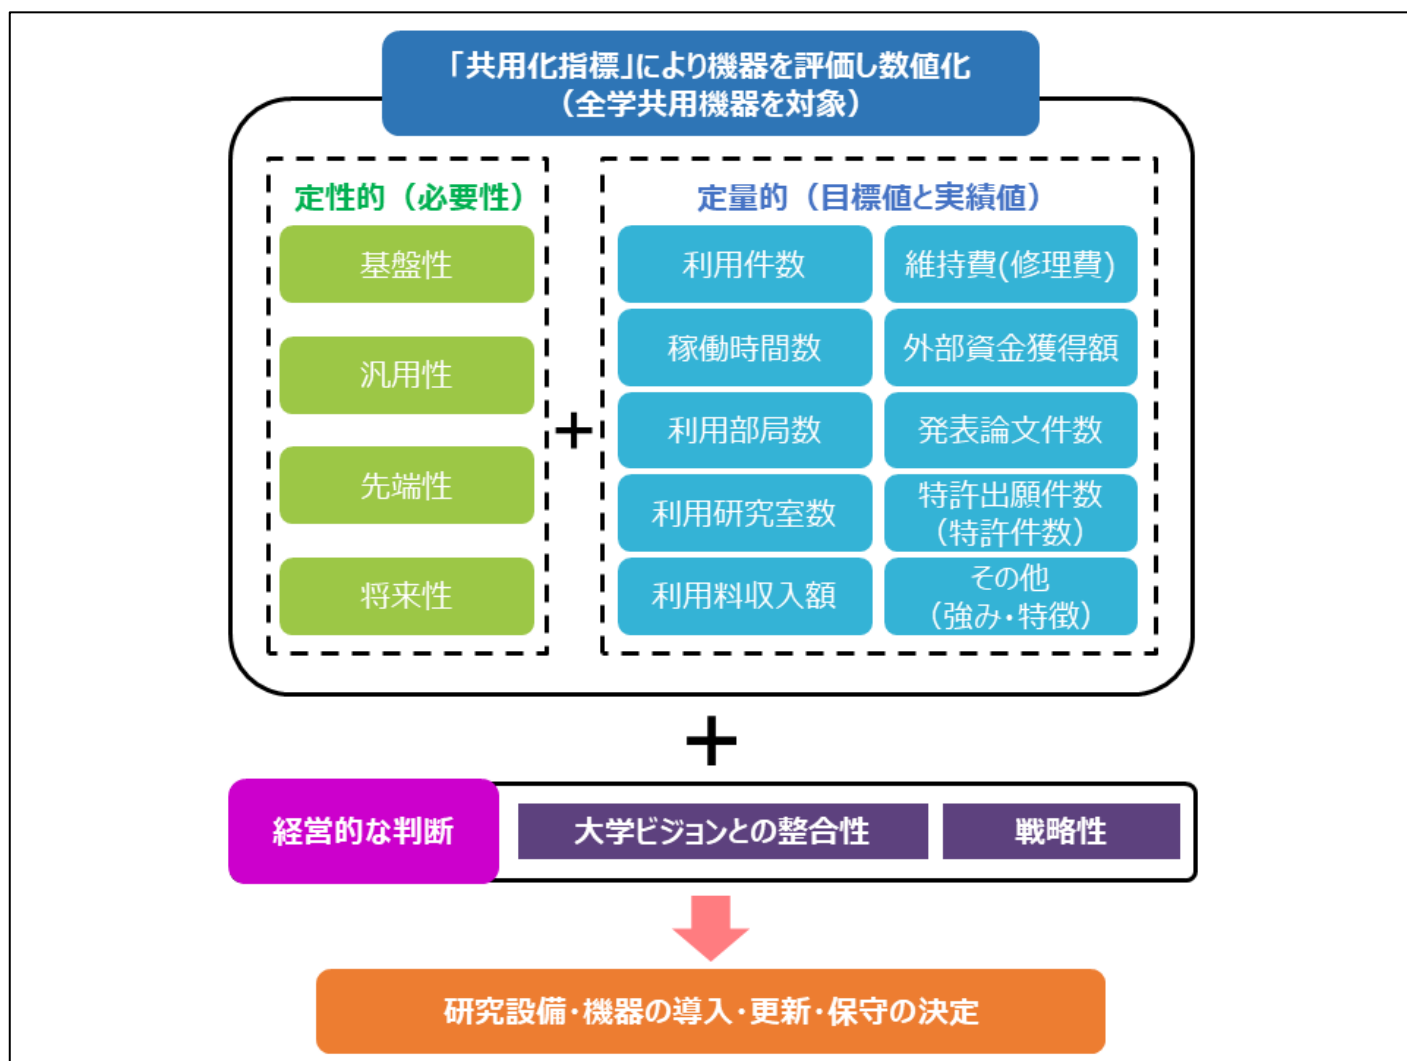 「共用化指標」により機器を評価し数値化
（全学共用機器を対象）
定性的（必要性）
基盤性
汎用性
先端性
将来性
+
定量的（目標値と実績値）
利用件数
稼働時間数
利用部局数
利用研究室数
利用料収入額
維持費(修理費)
外部資金獲得額
発表論文件数
特許出願件数
（特許件数）
その他
（強み・特徴）
+
経営的な判断
大学ビジョンとの整合性
戦略性
研究設備・機器の導入・更新・保守の決定